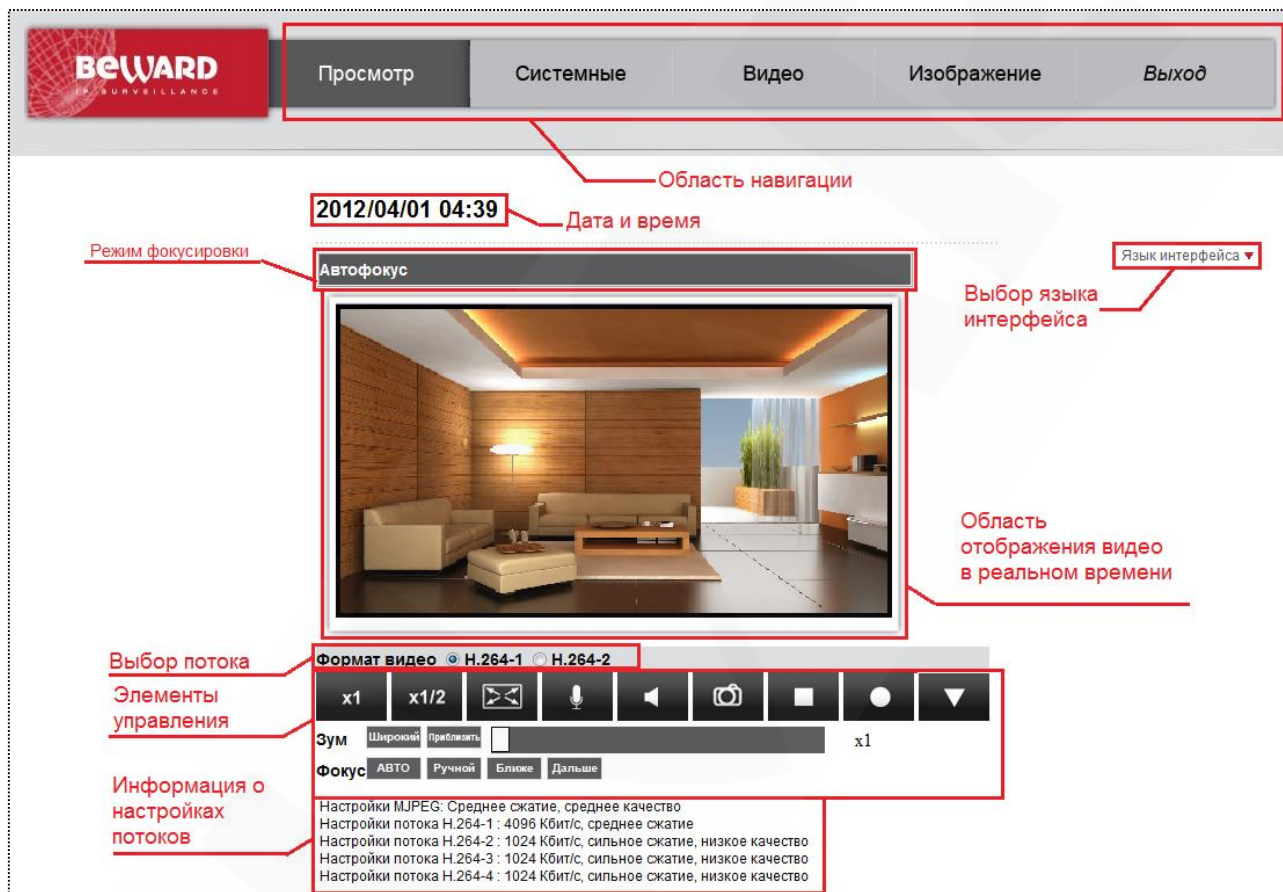 BEWARD
IP SURVEILLANCE
Просмотр
Системные
Видео
Изображение
Выход
Область навигации
2012/04/01 04:39
Дата и время
Режим фокусировки
Автофокус
Язык интерфейса
Выбор языка
интерфейса
Область
отображения видео
в реальном времени
Выбор потока
Формат видео H.264-1 H.264-2
Элементы
управления
x1
x1/2
Зум Широкий Приблизить x1
Фокус АВТО Ручной Ближе Дальше
Информация о
настройках
потоков
Настройки MJPEG: Среднее сжатие, среднее качество
Настройки потока H.264-1 : 4096 Кбит/с, среднее сжатие
Настройки потока H.264-2 : 1024 Кбит/с, сильное сжатие, низкое качество
Настройки потока H.264-3 : 1024 Кбит/с, сильное сжатие, низкое качество
Настройки потока H.264-4 : 1024 Кбит/с, сильное сжатие, низкое качество